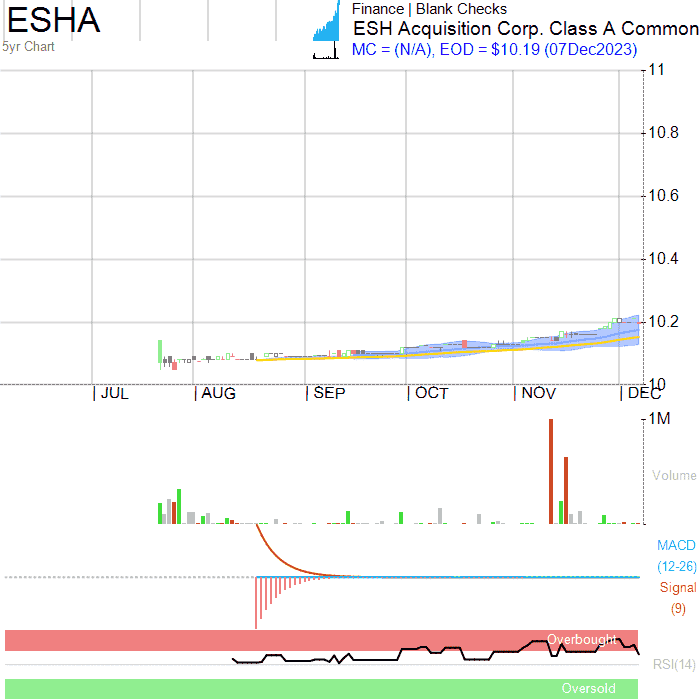 ESHA
5yr Chart
Finance | Blank Checks
ESH Acquisition Corp. Class A Common
MC = (N/A), EOD = $10.19 (07Dec2023)
11
10.8
10.6
10.4
10.2
10
JUL AUG SEP OCT NOV DEC
1M
Volume
MACD
(12-26)
Signal
(9)
Overbought
RSI(14)
Oversold